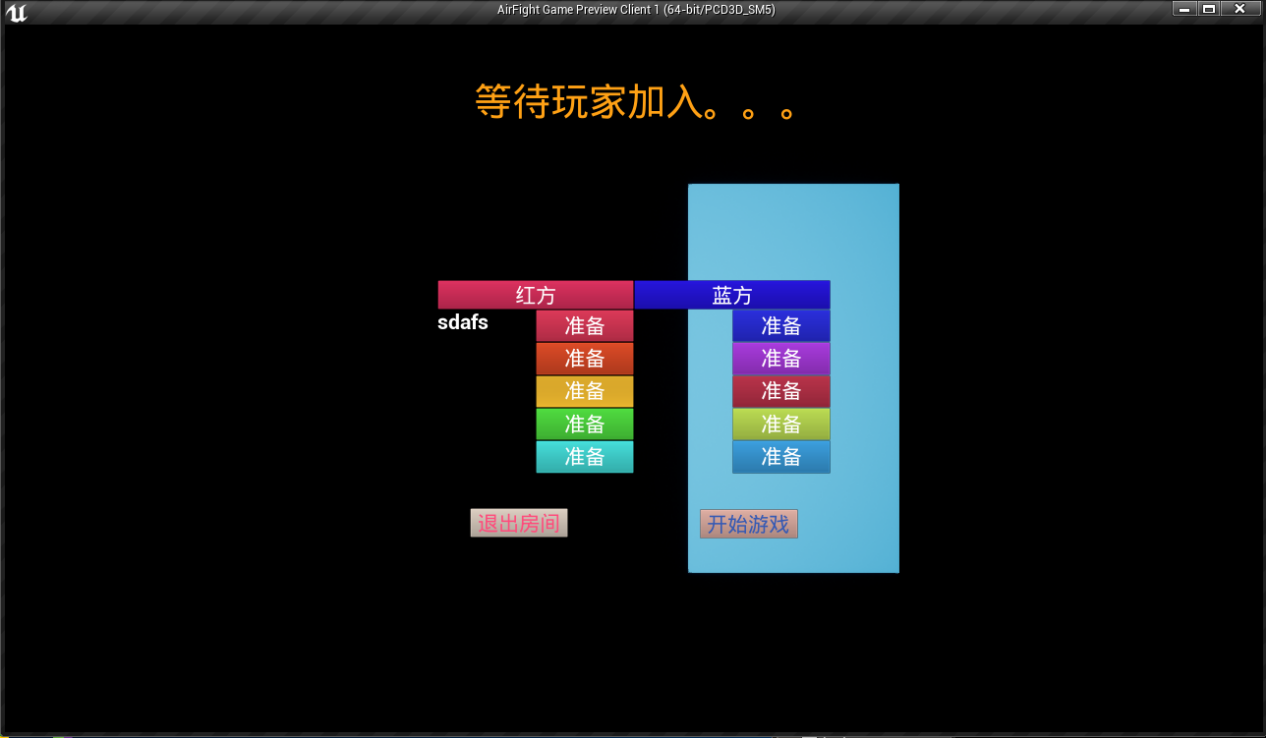 AirFight Game Preview Client 1 (64-bit/PCD3D_SM5)
等待玩家加入。。。
红方 蓝方
sdafs 准备 准备
准备 准备
准备 准备
准备 准备
准备 准备
退出房间 开始游戏